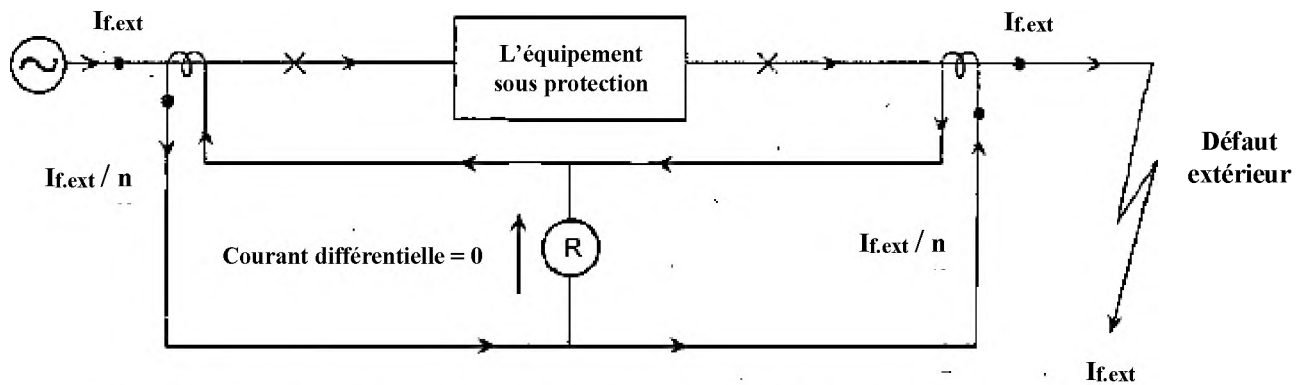 If.ext
If.ext
L'équipement
sous protection
Défaut
extérieur
If.ext / n
Courant différentielle = 0
R
If.ext / n
If.ext